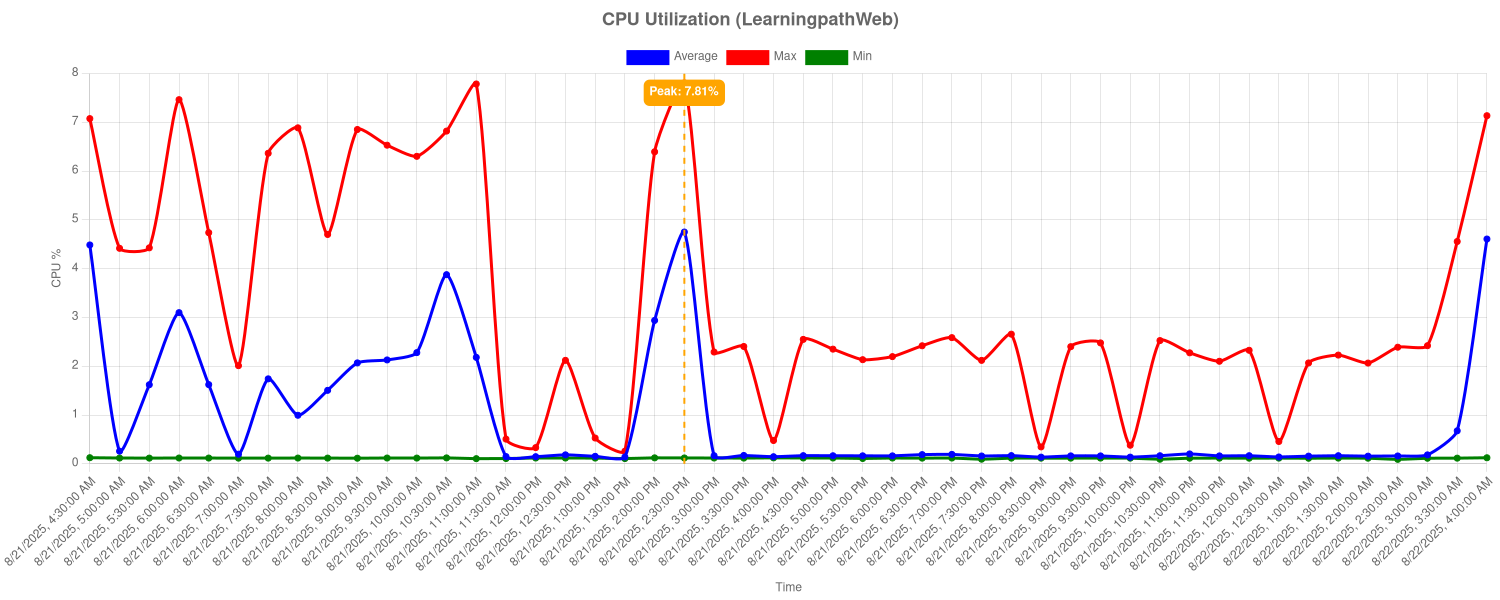 CPU Utilization (LearningpathWeb)
Average Max Min
Peak: 7.81%
8
7
6
5
4
3
2
1
0
CPU %
8/21/2025, 4:30:00 AM
8/21/2025, 5:00:00 AM
8/21/2025, 5:30:00 AM
8/21/2025, 6:00:00 AM
8/21/2025, 6:30:00 AM
8/21/2025, 7:00:00 AM
8/21/2025, 7:30:00 AM
8/21/2025, 8:00:00 AM
8/21/2025, 8:30:00 AM
8/21/2025, 9:00:00 AM
8/21/2025, 9:30:00 AM
8/21/2025, 10:00:00 AM
8/21/2025, 10:30:00 AM
8/21/2025, 11:00:00 AM
8/21/2025, 11:30:00 AM
8/21/2025, 12:00:00 PM
8/21/2025, 12:30:00 PM
8/21/2025, 1:00:00 PM
8/21/2025, 1:30:00 PM
8/21/2025, 2:00:00 PM
8/21/2025, 2:30:00 PM
8/21/2025, 3:00:00 PM
8/21/2025, 3:30:00 PM
8/21/2025, 4:00:00 PM
8/21/2025, 4:30:00 PM
8/21/2025, 5:00:00 PM
8/21/2025, 5:30:00 PM
8/21/2025, 6:00:00 PM
8/21/2025, 6:30:00 PM
8/21/2025, 7:00:00 PM
8/21/2025, 7:30:00 PM
8/21/2025, 8:00:00 PM
8/21/2025, 8:30:00 PM
8/21/2025, 9:00:00 PM
8/21/2025, 9:30:00 PM
8/21/2025, 10:00:00 PM
8/21/2025, 10:30:00 PM
8/21/2025, 11:00:00 PM
8/21/2025, 11:30:00 PM
8/22/2025, 12:00:00 AM
8/22/2025, 12:30:00 AM
8/22/2025, 1:00:00 AM
8/22/2025, 1:30:00 AM
8/22/2025, 2:00:00 AM
8/22/2025, 2:30:00 AM
8/22/2025, 3:00:00 AM
8/22/2025, 3:30:00 AM
8/22/2025, 4:00:00 AM
Time